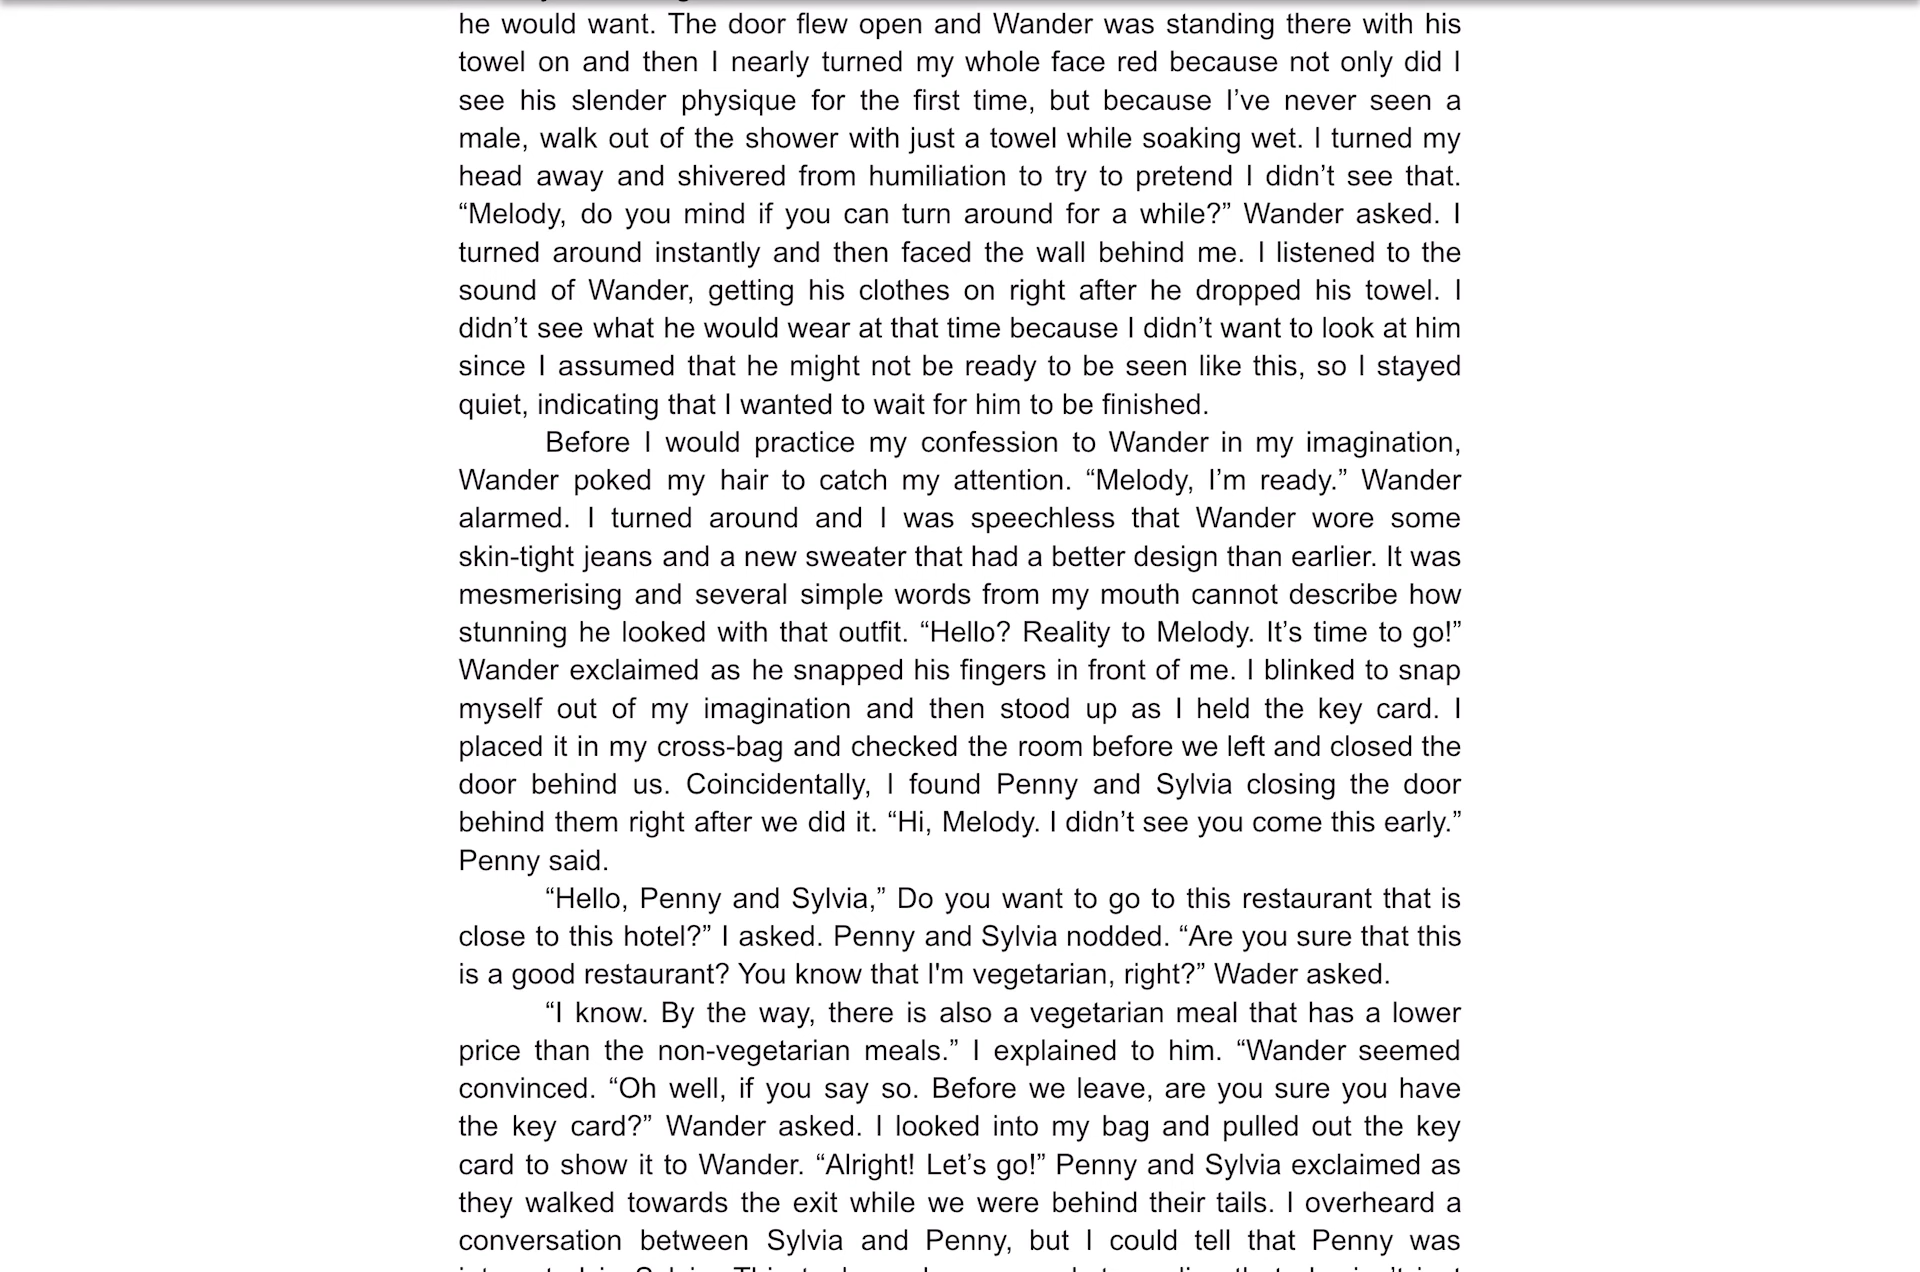 he would want. The door flew open and Wander was standing there with his
towel on and then I nearly turned my whole face red because not only did I
see his slender physique for the first time, but because I’ve never seen a
male, walk out of the shower with just a towel while soaking wet. I turned my
head away and shivered from humiliation to try to pretend I didn’t see that.
“Melody, do you mind if you can turn around for a while?” Wander asked. I
turned around instantly and then faced the wall behind me. I listened to the
sound of Wander, getting his clothes on right after he dropped his towel. I
didn’t see what he would wear at that time because I didn’t want to look at him
since I assumed that he might not be ready to be seen like this, so I stayed
quiet, indicating that I wanted to wait for him to be finished.
Before I would practice my confession to Wander in my imagination,
Wander poked my hair to catch my attention. “Melody, I’m ready.” Wander
alarmed. I turned around and I was speechless that Wander wore some
skin-tight jeans and a new sweater that had a better design than earlier. It was
mesmerising and several simple words from my mouth cannot describe how
stunning he looked with that outfit. “Hello? Reality to Melody. It’s time to go!”
Wander exclaimed as he snapped his fingers in front of me. I blinked to snap
myself out of my imagination and then stood up as I held the key card. I
placed it in my cross-bag and checked the room before we left and closed the
door behind us. Coincidentally, I found Penny and Sylvia closing the door
behind them right after we did it. “Hi, Melody. I didn’t see you come this early.”
Penny said.
“Hello, Penny and Sylvia,” Do you want to go to this restaurant that is
close to this hotel?” I asked. Penny and Sylvia nodded. “Are you sure that this
is a good restaurant? You know that I'm vegetarian, right?” Wader asked.
“I know. By the way, there is also a vegetarian meal that has a lower
price than the non-vegetarian meals.” I explained to him. “Wander seemed
convinced. “Oh well, if you say so. Before we leave, are you sure you have
the key card?” Wander asked. I looked into my bag and pulled out the key
card to show it to Wander. “Alright! Let’s go!” Penny and Sylvia exclaimed as
they walked towards the exit while we were behind their tails. I overheard a
conversation between Sylvia and Penny, but I could tell that Penny was